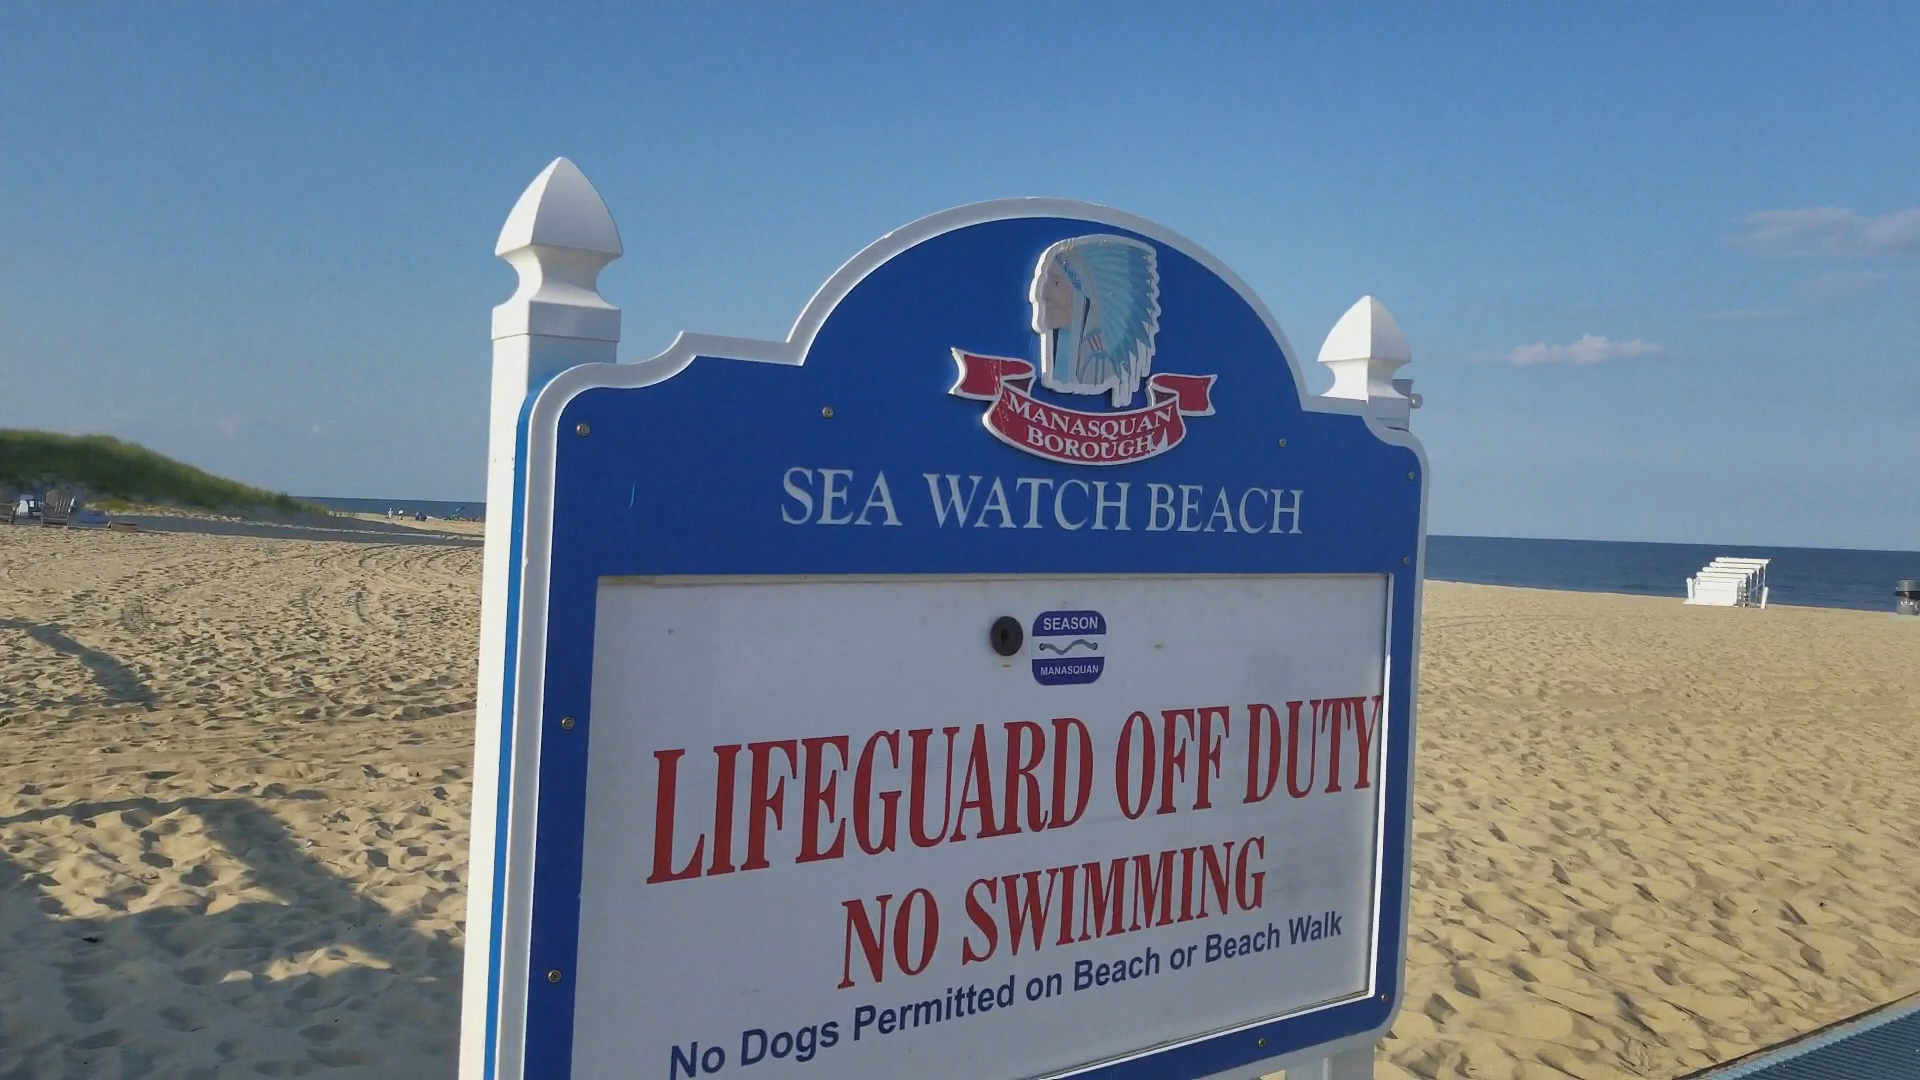 MANASQUAN
BOROUGH
SEA WATCH BEACH
SEASON
MANASQUAN
LIFEGUARD OFF DUTY
NO SWIMMING
No Dogs Permitted on Beach or Beach Walk